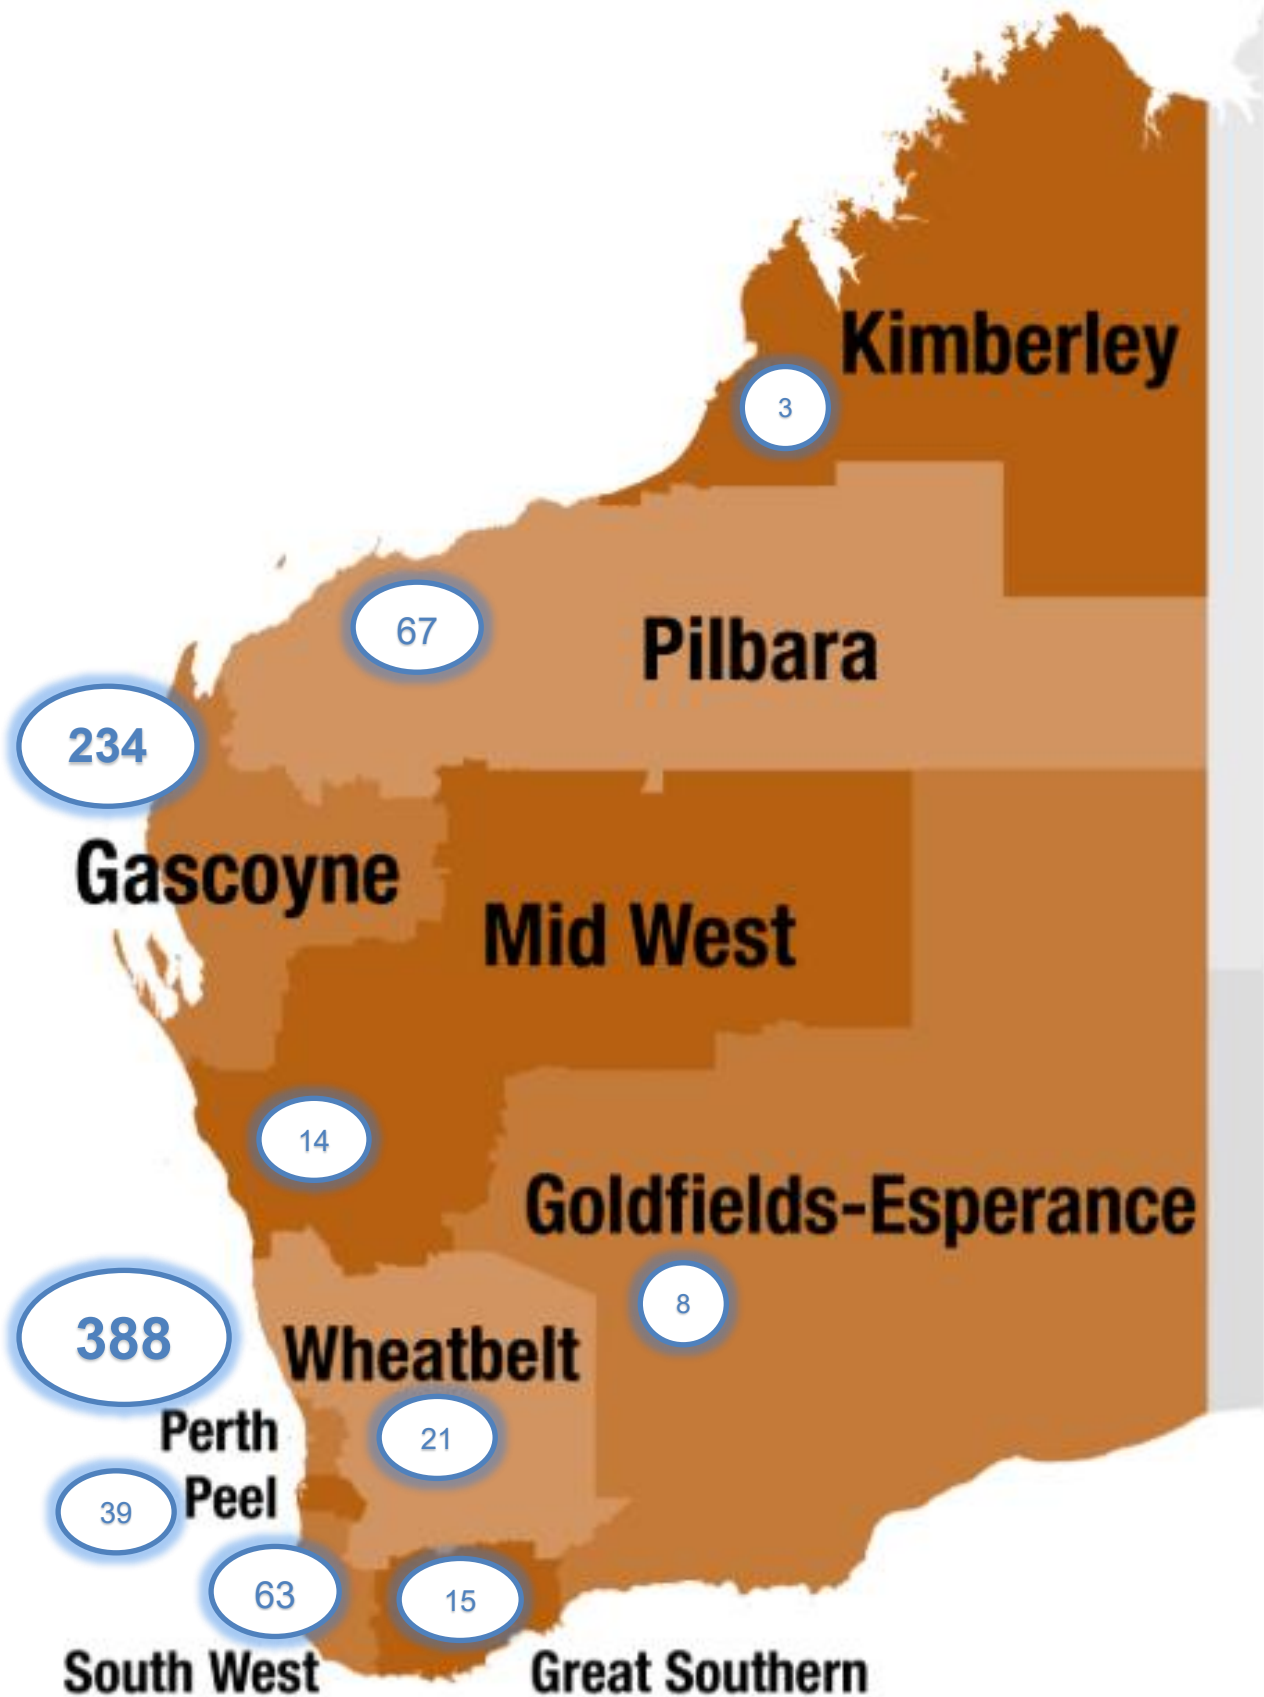 Kimberley
3
67
Pilbara
234
Gascoyne
Mid West
14
Goldfields-Esperance
8
388
Wheatbelt
Perth
21
Peel
39
63
15
South West
Great Southern